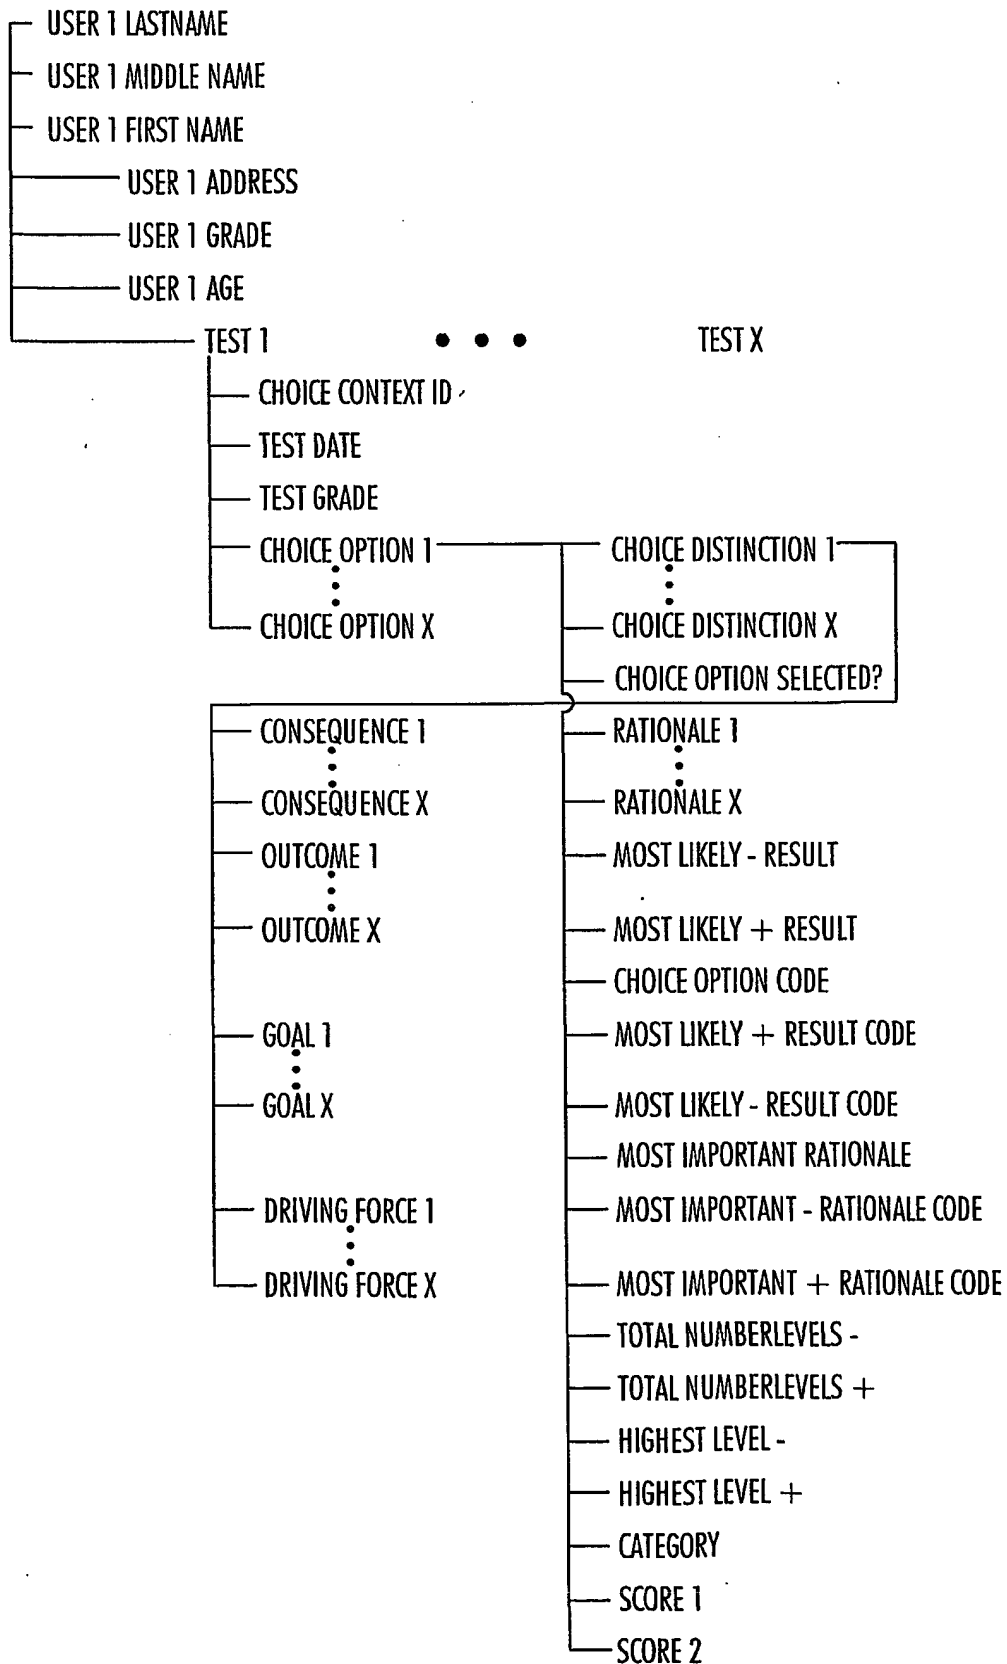 USER 1 LASTNAME
USER 1 MIDDLE NAME
USER 1 FIRST NAME
USER 1 ADDRESS
USER 1 GRADE
USER 1 AGE
TEST 1 • • • TEST X
CHOICE CONTEXT ID
TEST DATE
TEST GRADE
CHOICE OPTION 1
CHOICE OPTION X
CHOICE DISTINCTION 1
CHOICE DISTINCTION X
CHOICE OPTION SELECTED?
CONSEQUENCE 1
CONSEQUENCE X
OUTCOME 1
OUTCOME X
GOAL 1
GOAL X
DRIVING FORCE 1
DRIVING FORCE X
RATIONALE 1
RATIONALE X
MOST LIKELY - RESULT
MOST LIKELY + RESULT
CHOICE OPTION CODE
MOST LIKELY + RESULT CODE
MOST LIKELY - RESULT CODE
MOST IMPORTANT RATIONALE
MOST IMPORTANT - RATIONALE CODE
MOST IMPORTANT + RATIONALE CODE
TOTAL NUMBERLEVELS -
TOTAL NUMBERLEVELS +
HIGHEST LEVEL -
HIGHEST LEVEL +
CATEGORY
SCORE 1
SCORE 2